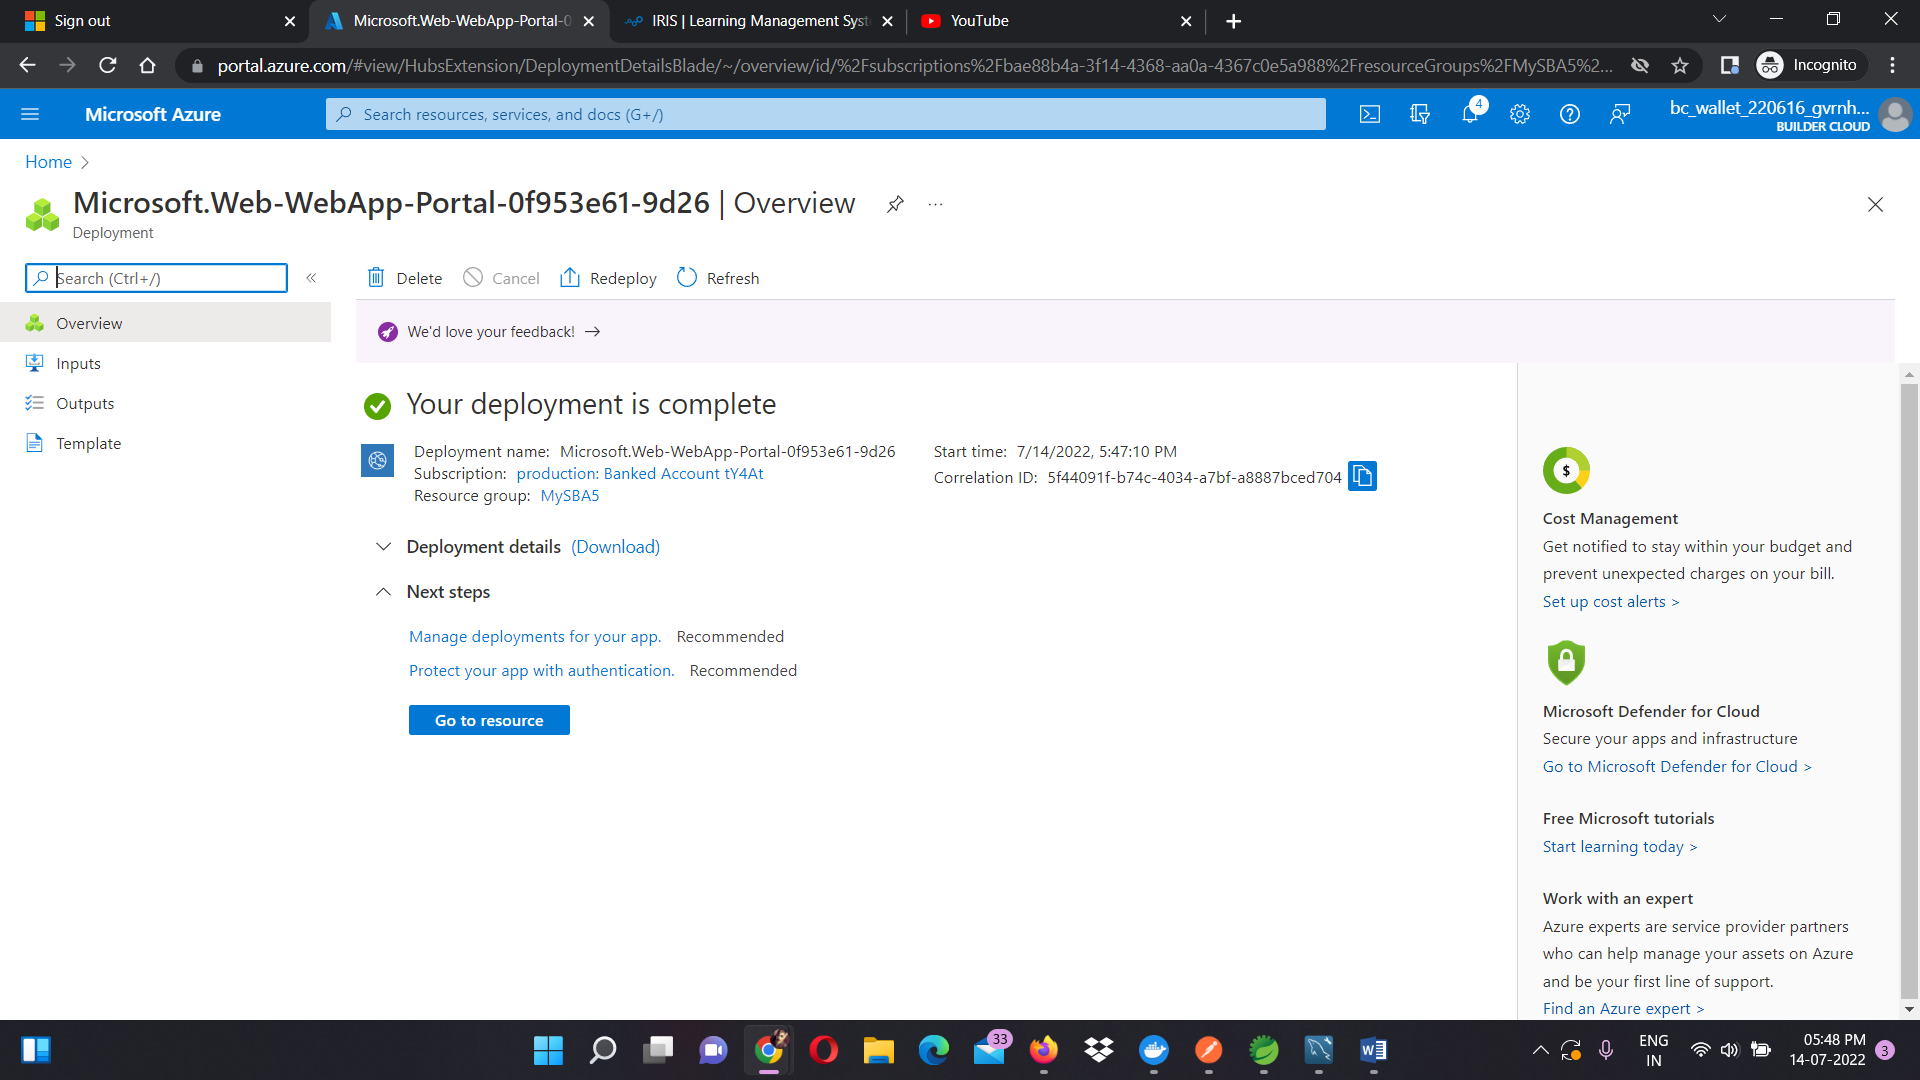 Sign out
Microsoft.Web-WebApp-Portal-0
IRIS | Learning Management Syst
YouTube
portal.azure.com/#view/HubsExtension/DeploymentDetailsBlade/~/overview/id/%2Fsubscriptions%2Fbae88b4a-3f14-4368-aa0a-4367c0e5a988%2FresourceGroups%2FMySBA5%2...
Incognito
Microsoft Azure
Search resources, services, and docs (G+/)
4
bc_wallet_220616_gvrnh...
BUILDER CLOUD
Home
Microsoft.Web-WebApp-Portal-0f953e61-9d26 | Overview
Deployment
Search (Ctrl+/)
Delete
Cancel
Redeploy
Refresh
Overview
Inputs
Outputs
Template
We'd love your feedback! →
Your deployment is complete
Deployment name: Microsoft.Web-WebApp-Portal-0f953e61-9d26
Subscription: production: Banked Account tY4At
Resource group: MySBA5
Start time: 7/14/2022, 5:47:10 PM
Correlation ID: 5f44091f-b74c-4034-a7bf-a8887bced704
Deployment details (Download)
Next steps
Manage deployments for your app. Recommended
Protect your app with authentication. Recommended
Go to resource
$
Cost Management
Get notified to stay within your budget and
prevent unexpected charges on your bill.
Set up cost alerts >
Microsoft Defender for Cloud
Secure your apps and infrastructure
Go to Microsoft Defender for Cloud >
Free Microsoft tutorials
Start learning today >
Work with an expert
Azure experts are service provider partners
who can help manage your assets on Azure
and be your first line of support.
Find an Azure expert >
33
ENG
IN
05:48 PM
14-07-2022
3